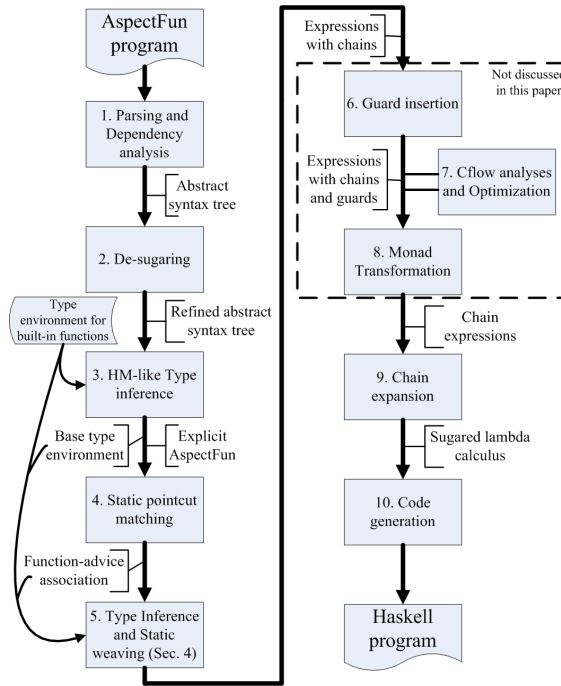 AspectFun
program
1. Parsing and
Dependency
analysis
Abstract
syntax tree
2. De-sugaring
Type
environment for
built-in functions
Refined abstract
syntax tree
3. HM-like Type
inference
Base type
environment
Explicit
AspectFun
4. Static pointcut
matching
Function-advice
association
5. Type Inference
and Static
weaving (Sec. 4)
Expressions
with chains
Not discussed
in this paper
6. Guard insertion
Expressions
with chains
and guards
7. Cflow analyses
and Optimization
8. Monad
Transformation
Chain
expressions
9. Chain
expansion
Sugared lambda
calculus
10. Code
generation
Haskell
program